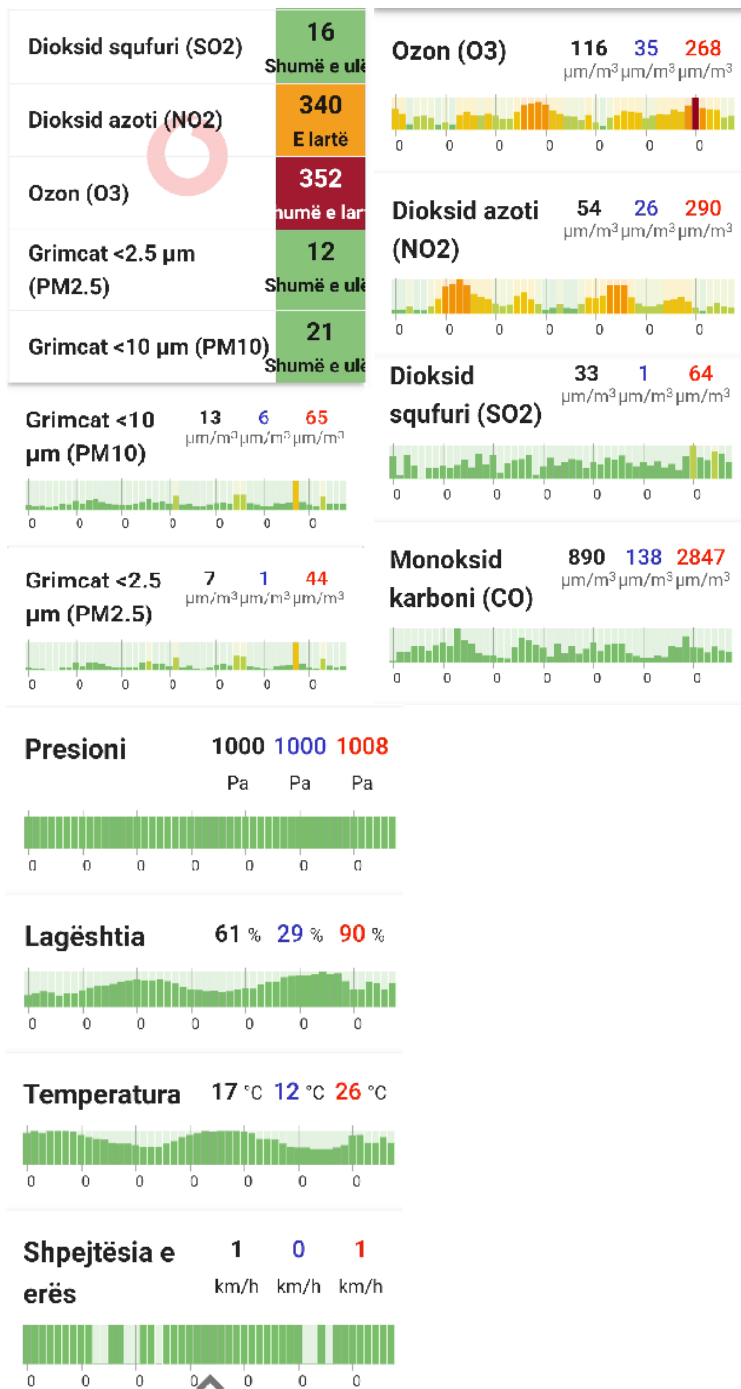 Dioksid squfuri (SO2)
16
Shumë e ulë
Dioksid azoti (NO2)
340
E lartë
Ozon (O3)
352
humë e lar
Grimcat <2.5 µm
(PM2.5)
12
Shumë e ulë
Grimcat <10 µm (PM10)
21
Shumë e ulë
Grimcat <10
µm (PM10)
13 6 65
µm/m³ µm/m³ µm/m³
0 0 0 0 0 0 0
Grimcat <2.5
µm (PM2.5)
7 1 44
µm/m³ µm/m³ µm/m³
0 0 0 0 0 0 0
Presioni
1000 1000 1008
Pa Pa Pa
0 0 0 0 0 0 0
Lagështia 61 % 29 % 90 %
0 0 0 0 0 0 0
Temperatura 17 °C 12 °C 26 °C
0 0 0 0 0 0 0
Shpejtësia e
erës
1 0 1
km/h km/h km/h
0 0 0 0 0 0 0
Ozon (O3)
116 35 268
µm/m³ µm/m³ µm/m³
0 0 0 0 0 0 0
Dioksid azoti
(NO2)
54 26 290
µm/m³ µm/m³ µm/m³
0 0 0 0 0 0 0
Dioksid
squfuri (SO2)
33 1 64
µm/m³ µm/m³ µm/m³
0 0 0 0 0 0 0
Monoksid
karboni (CO)
890 138 2847
µm/m³ µm/m³ µm/m³
0 0 0 0 0 0 0